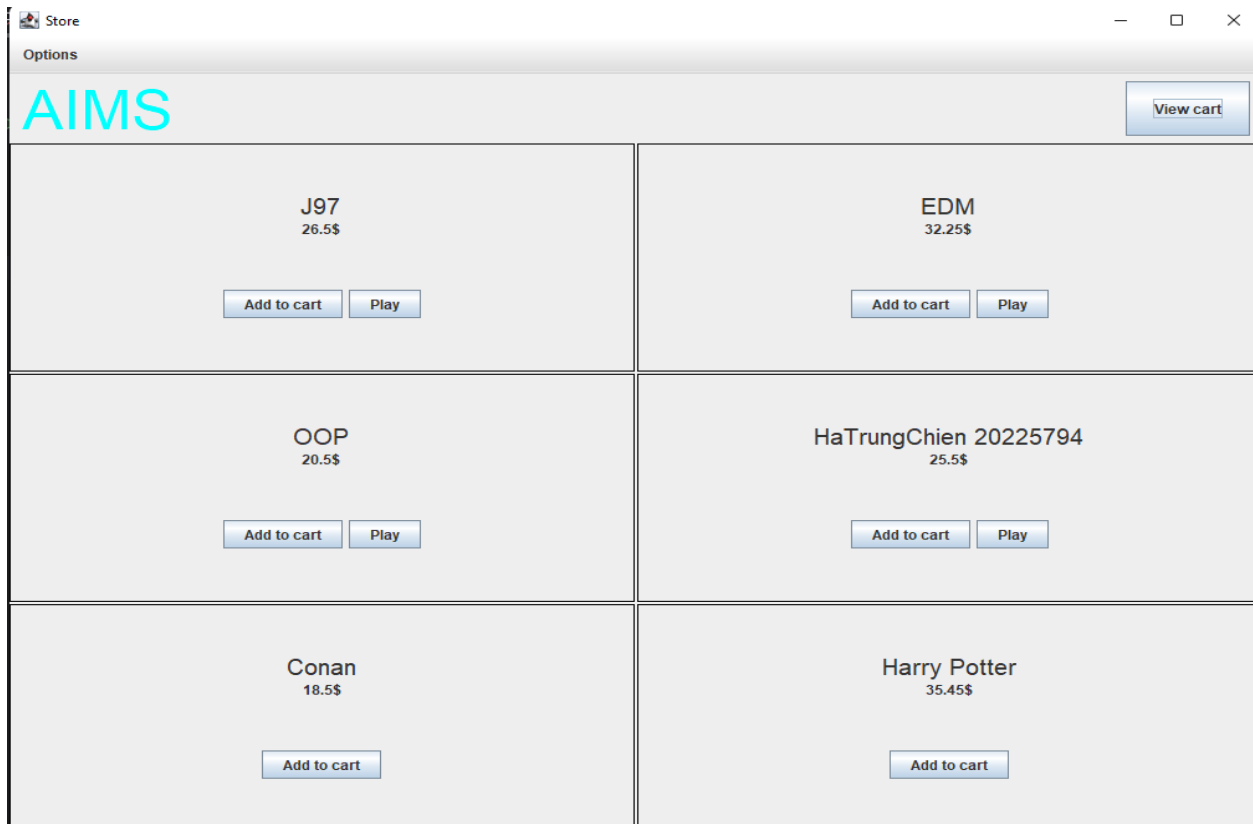 Store
Options
AIMS
View cart
J97
26.5$
Add to cart Play
EDM
32.25$
Add to cart Play
OOP
20.5$
Add to cart Play
HaTrungChien 20225794
25.5$
Add to cart Play
Conan
18.5$
Add to cart
Harry Potter
35.45$
Add to cart